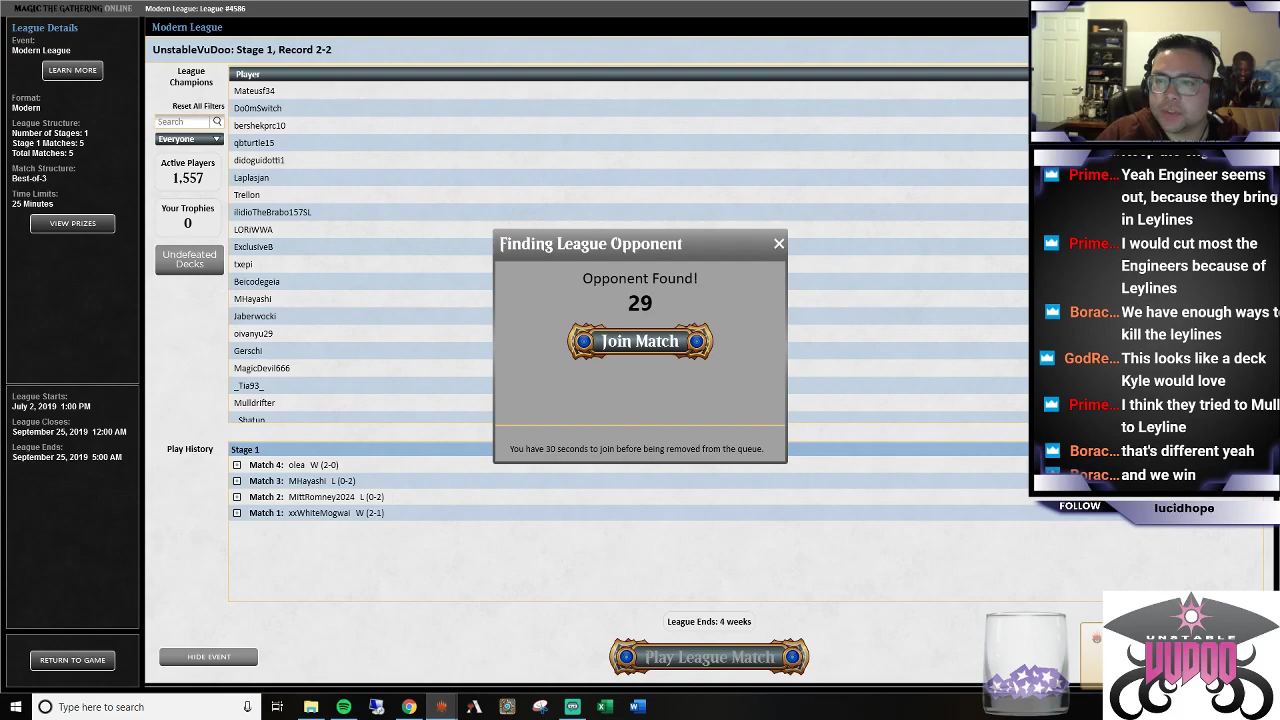 MAGIC THE GATHERING ONLINE
Modern League: League #4586
League Details
Event:
Modern League
LEARN MORE
Format:
Modern
League Structure:
Number of Stages: 1
Stage 1 Matches: 5
Total Matches: 5
Match Structure:
Best-of-3
Time Limits:
25 Minutes
VIEW PRIZES
League Starts:
July 2, 2019 1:00 PM
League Closes:
September 25, 2019 12:00 AM
League Ends:
September 25, 2019 5:00 AM
RETURN TO GAME
Modern League
UnstableVuDoo: Stage 1, Record 2-2
League
Champions
Reset All Filters
Search
Everyone
Active Players
1,557
Your Trophies
0
Undefeated
Decks
Player
Mateusf34
Do0mSwitch
bershekprc10
qbturtle15
didoguidotti1
Laplasjan
Trellon
ilidioTheBrabo157SL
LORiWWA
ExclusiveB
txepi
Beicodegeia
MHayashi
Jaberwocki
oivanyu29
Gerschi
MagicDevil666
_Tia93_
Mulldrifter
Shatun
Finding League Opponent
Opponent Found!
29
Join Match
You have 30 seconds to join before being removed from the queue.
Play History
Stage 1
Match 4: olea W (2-0)
Match 3: MHayashi L (0-2)
Match 2: MittRomney2024 L (0-2)
Match 1: xxWhiteMogwai W (2-1)
League Ends: 4 weeks
HIDE EVENT
Play League Match
Prime... Yeah Engineer seems
out, because they bring
in Leylines
Prime... I would cut most the
Engineers because of
Leylines
Borac... We have enough ways to
kill the leylines
GodRe... This looks like a deck
Kyle would love
Prime... I think they tried to Mull
to Leyline
Borac... that's different yeah
Borac... and we win
FOLLOW
lucidhope
UNSTABLE
VUDOO
Type here to search